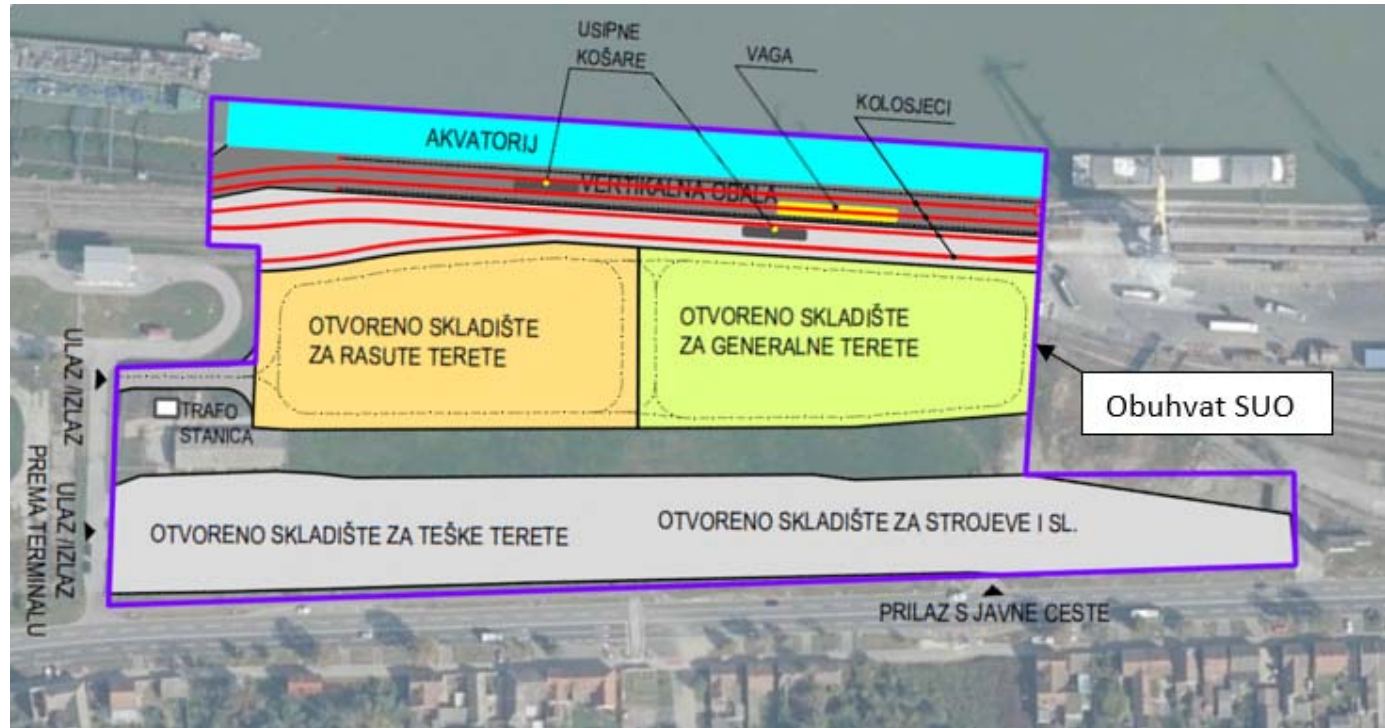 USIPNE
KOŠARE
VAGA
KOLOSJECI
AKVATORIJ
VERTIKALNA OBALA
OTVORENO SKLADIŠTE
ZA RASUTE TERETE
OTVORENO SKLADIŠTE
ZA GENERALNE TERETE
Obuhvat SUO
ULAZ /IZLAZ
TRAFO
STANICA
ULAZ /IZLAZ
PREMA TERMINALU
OTVORENO SKLADIŠTE ZA TEŠKE TERETE
OTVORENO SKLADIŠTE ZA STROJEVE I SL.
PRILAZ S JAVNE CESTE